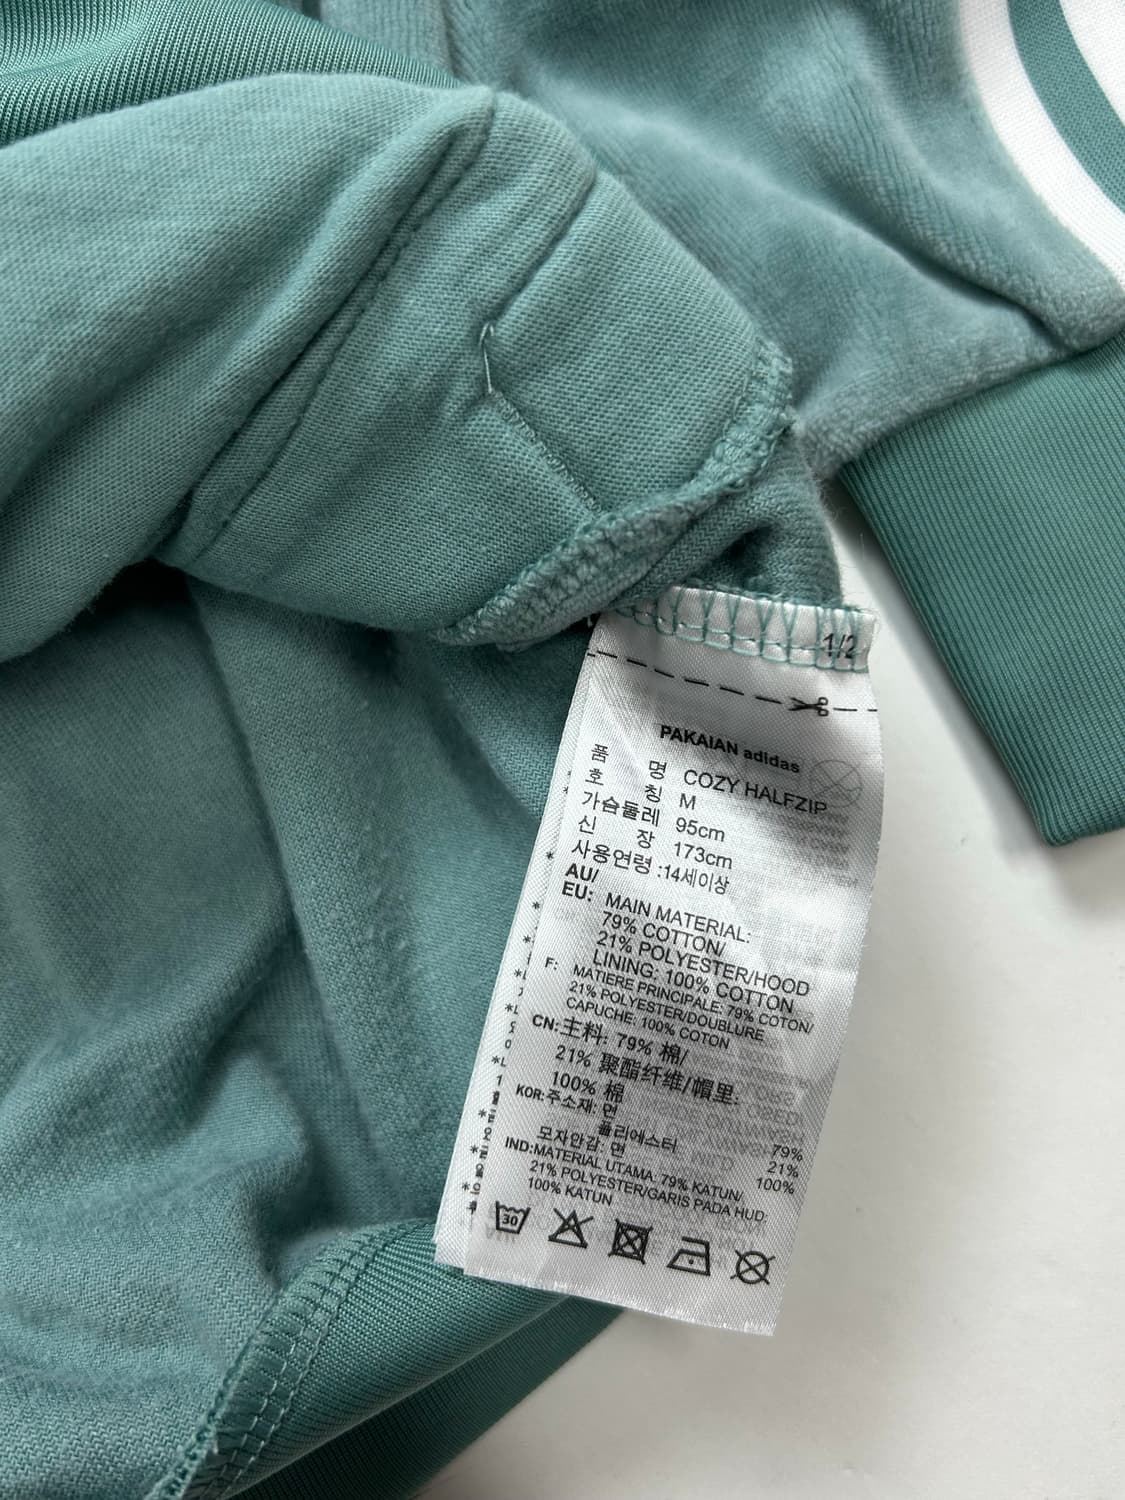 1/2
PAKAIAN adidas
품 명 COZY HALFZIP
호 칭 M
가슴둘레 95cm
신 장 173cm
사용연령 :14세이상
AU/
EU: MAIN MATERIAL:
79% COTTON/
21% POLYESTER/HOOD
LINING: 100% COTTON
F: MATIERE PRINCIPALE: 79% COTON/
21% POLYESTER/DOUBLURE
CAPUCHE: 100% COTON
CN:主料: 79% 棉/
21% 聚酯纤维/帽里:
100% 棉
KOR:주소재: 면 79%
폴리에스터 21%
모자안감: 면 100%
IND:MATERIAL UTAMA: 79% KATUN/
21% POLYESTER/GARIS PADA HUD:
100% KATUN
30